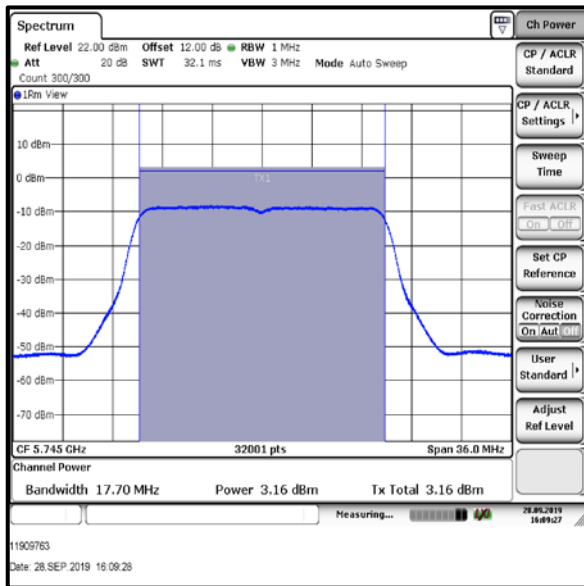 Spectrum
Ch Power
Ref Level 22.00 dBm Offset 12.00 dB RBW 1 MHz
Att 20 dB SWT 32.1 ms VBW 3 MHz Mode Auto Sweep
Count 300/300
1Rm View
10 dBm
0 dBm
-10 dBm
-20 dBm
-30 dBm
-40 dBm
-50 dBm
-60 dBm
-70 dBm
TX1
CF 5.745 GHz 32001 pts Span 36.0 MHz
Channel Power
Bandwidth 17.70 MHz Power 3.16 dBm Tx Total 3.16 dBm
Measuring... 28.09.2019
16:09:27
CP / ACLR
Standard
CP / ACLR
Settings
Sweep
Time
Fast ACLR
On Off
Set CP
Reference
Noise
Correction
On Aut Off
User
Standard
Adjust
Ref Level
11909763
Date: 28.SEP.2019 16:09:28